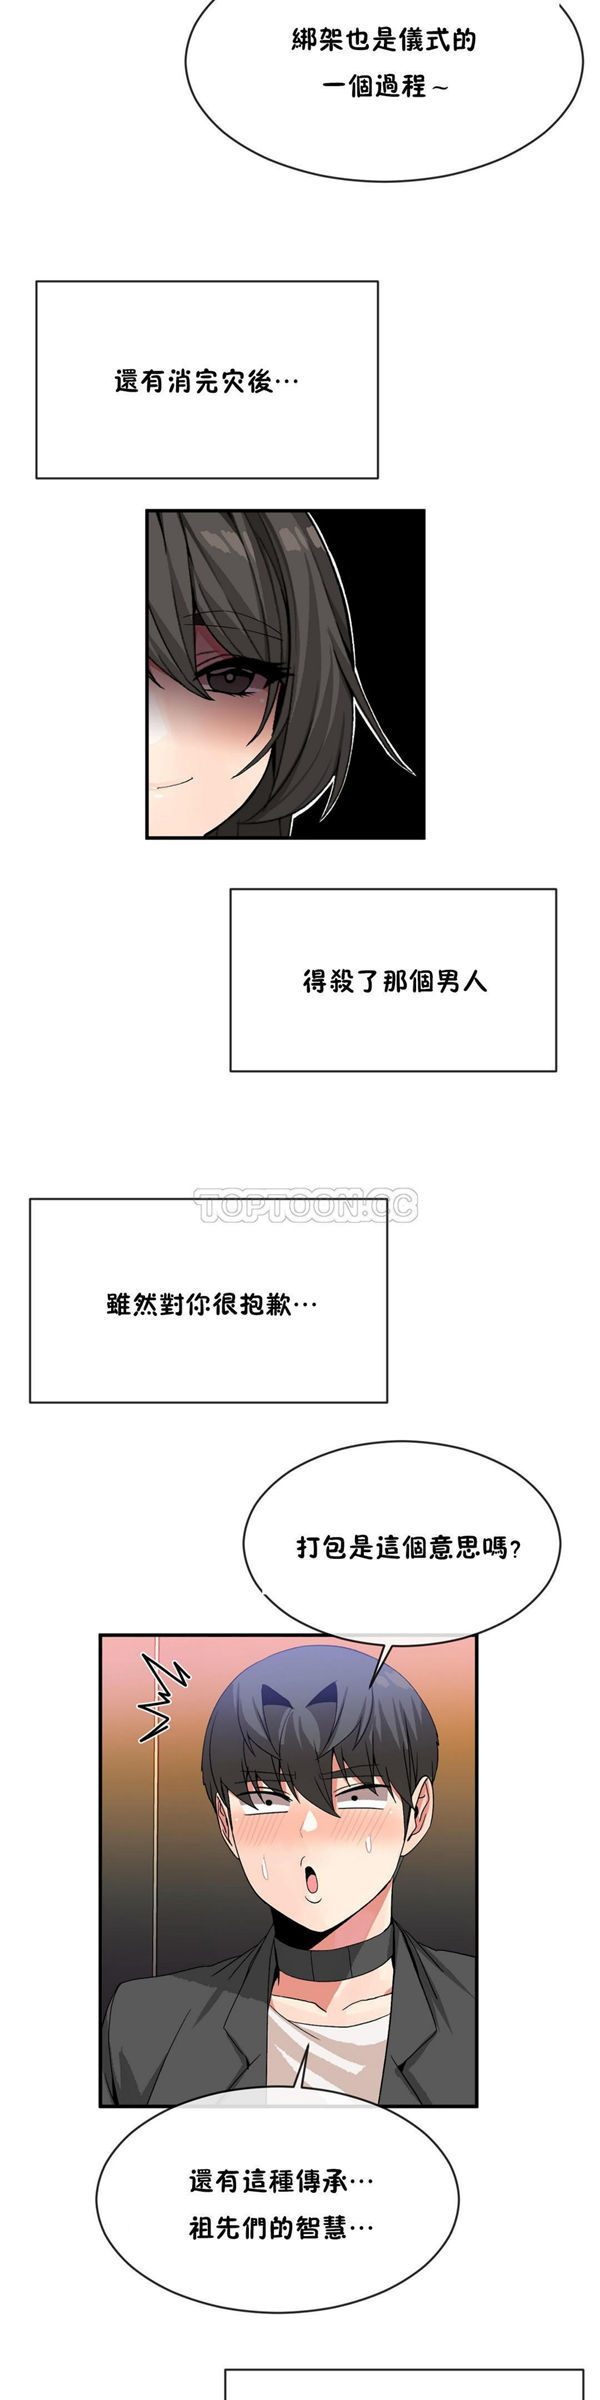 綁架也是儀式的
一個過程~
還有消完災後…
得殺了那個男人
TOPTOON.CC
雖然對你很抱歉…
打包是這個意思嗎?
還有這種傳承…
祖先們的智慧…